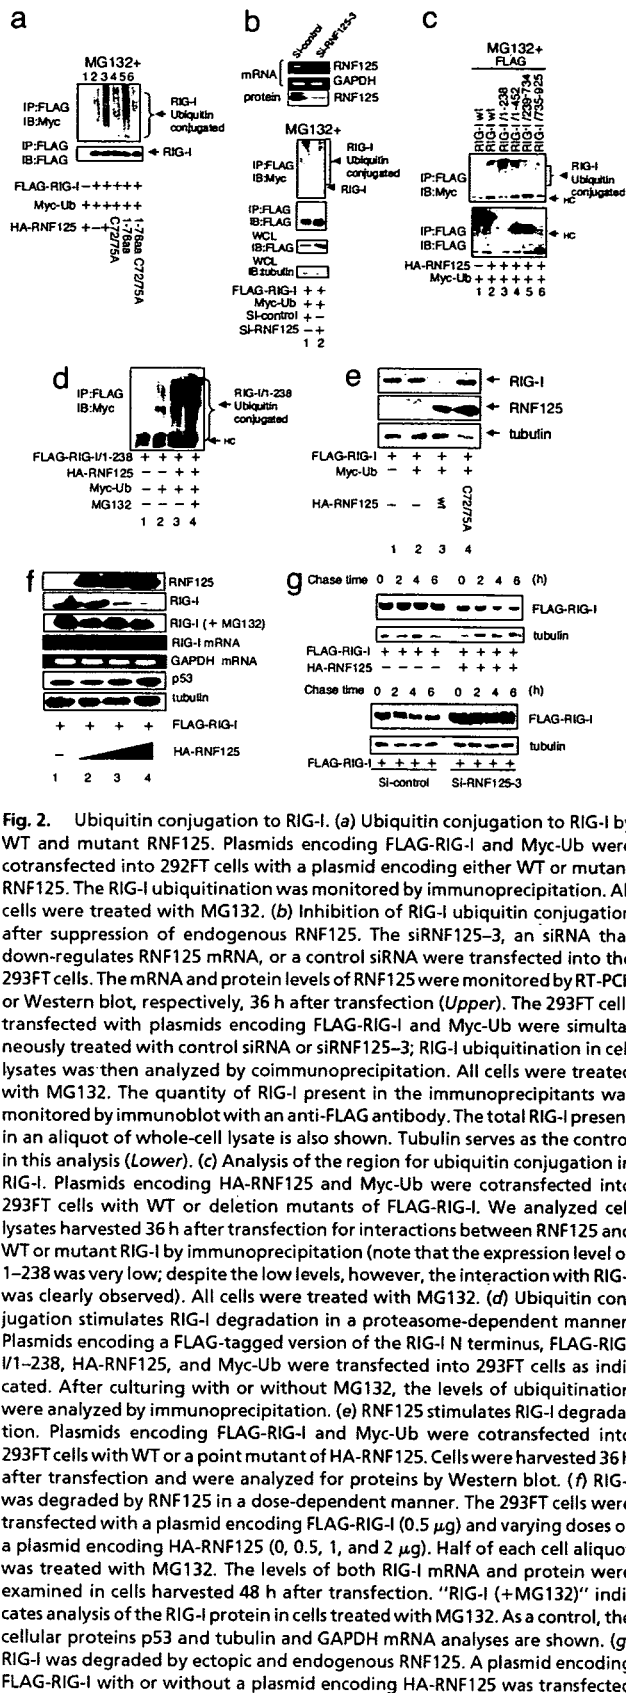 a
MG132+
1 2 3 4 5 6
IP:FLAG
IB:Myc
RIG-I
Ubiquitin
conjugated
IP:FLAG
IB:FLAG
RIG-I
FLAG-RIG-I – + + + + +
Myc-Ub + + + + + +
HA-RNF125 + – +
C72/75A
1-76aa
1-76aa C72/75A
b
Si-control
Si-RNF125-3
mRNA
RNF125
GAPDH
protein
RNF125
MG132+
IP:FLAG
IB:Myc
RIG-I
Ubiquitin
conjugated
RIG-I
IP:FLAG
IB:FLAG
WCL
IB:FLAG
WCL
IB:tubulin
FLAG-RIG-I + +
Myc-Ub + +
Si-control + –
Si-RNF125 – +
1 2
c
MG132+
FLAG
RIG-I wt
RIG-I wt
RIG-I /1-238
RIG-I /1-452
RIG-I /239-734
RIG-I /735-925
IP:FLAG
IB:Myc
RIG-I
Ubiquitin
conjugated
HC
IP:FLAG
IB:FLAG
HC
HA-RNF125 – + + + + +
Myc-Ub + + + + + +
1 2 3 4 5 6
d
IP:FLAG
IB:Myc
RIG-I/1-238
Ubiquitin
conjugated
HC
FLAG-RIG-I/1-238 + + + +
HA-RNF125 – – + +
Myc-Ub – + + +
MG132 – – – +
1 2 3 4
e
RIG-I
RNF125
tubulin
FLAG-RIG-I + + + +
Myc-Ub – + + +
HA-RNF125 – – wt C72/75A
1 2 3 4
f
RNF125
RIG-I
RIG-I (+ MG132)
RIG-I mRNA
GAPDH mRNA
p53
tubulin
+ + + + FLAG-RIG-I
– HA-RNF125
1 2 3 4
g
Chase time 0 2 4 6 0 2 4 6 (h)
FLAG-RIG-I
tubulin
FLAG-RIG-I + + + + + + + +
HA-RNF125 – – – – + + + +
Chase time 0 2 4 6 0 2 4 6 (h)
FLAG-RIG-I
tubulin
FLAG-RIG-I + + + + + + + +
Si-control Si-RNF125-3
Fig. 2. Ubiquitin conjugation to RIG-I. (a) Ubiquitin conjugation to RIG-I by
WT and mutant RNF125. Plasmids encoding FLAG-RIG-I and Myc-Ub were
cotransfected into 292FT cells with a plasmid encoding either WT or mutan
RNF125. The RIG-I ubiquitination was monitored by immunoprecipitation. Al
cells were treated with MG132. (b) Inhibition of RIG-I ubiquitin conjugation
after suppression of endogenous RNF125. The siRNF125–3, an siRNA tha
down-regulates RNF125 mRNA, or a control siRNA were transfected into the
293FT cells. The mRNA and protein levels of RNF125 were monitored by RT-PCR
or Western blot, respectively, 36 h after transfection (Upper). The 293FT cell
transfected with plasmids encoding FLAG-RIG-I and Myc-Ub were simulta-
neously treated with control siRNA or siRNF125–3; RIG-I ubiquitination in cel
lysates was then analyzed by coimmunoprecipitation. All cells were treated
with MG132. The quantity of RIG-I present in the immunoprecipitants wa
monitored by immunoblot with an anti-FLAG antibody. The total RIG-I presen
in an aliquot of whole-cell lysate is also shown. Tubulin serves as the contro
in this analysis (Lower). (c) Analysis of the region for ubiquitin conjugation in
RIG-I. Plasmids encoding HA-RNF125 and Myc-Ub were cotransfected into
293FT cells with WT or deletion mutants of FLAG-RIG-I. We analyzed cel
lysates harvested 36 h after transfection for interactions between RNF125 and
WT or mutant RIG-I by immunoprecipitation (note that the expression level o
1–238 was very low; despite the low levels, however, the interaction with RIG-
was clearly observed). All cells were treated with MG132. (d) Ubiquitin con-
jugation stimulates RIG-I degradation in a proteasome-dependent manner
Plasmids encoding a FLAG-tagged version of the RIG-I N terminus, FLAG-RIG
I/1–238, HA-RNF125, and Myc-Ub were transfected into 293FT cells as indi-
cated. After culturing with or without MG132, the levels of ubiquitination
were analyzed by immunoprecipitation. (e) RNF125 stimulates RIG-I degrada-
tion. Plasmids encoding FLAG-RIG-I and Myc-Ub were cotransfected into
293FT cells with WT or a point mutant of HA-RNF125. Cells were harvested 36 h
after transfection and were analyzed for proteins by Western blot. (f) RIG-
was degraded by RNF125 in a dose-dependent manner. The 293FT cells were
transfected with a plasmid encoding FLAG-RIG-I (0.5 μg) and varying doses o
a plasmid encoding HA-RNF125 (0, 0.5, 1, and 2 μg). Half of each cell aliquot
was treated with MG132. The levels of both RIG-I mRNA and protein were
examined in cells harvested 48 h after transfection. "RIG-I (+MG132)" indi-
cates analysis of the RIG-I protein in cells treated with MG132. As a control, the
cellular proteins p53 and tubulin and GAPDH mRNA analyses are shown. (g
RIG-I was degraded by ectopic and endogenous RNF125. A plasmid encoding
FLAG-RIG-I with or without a plasmid encoding HA-RNF125 was transfected